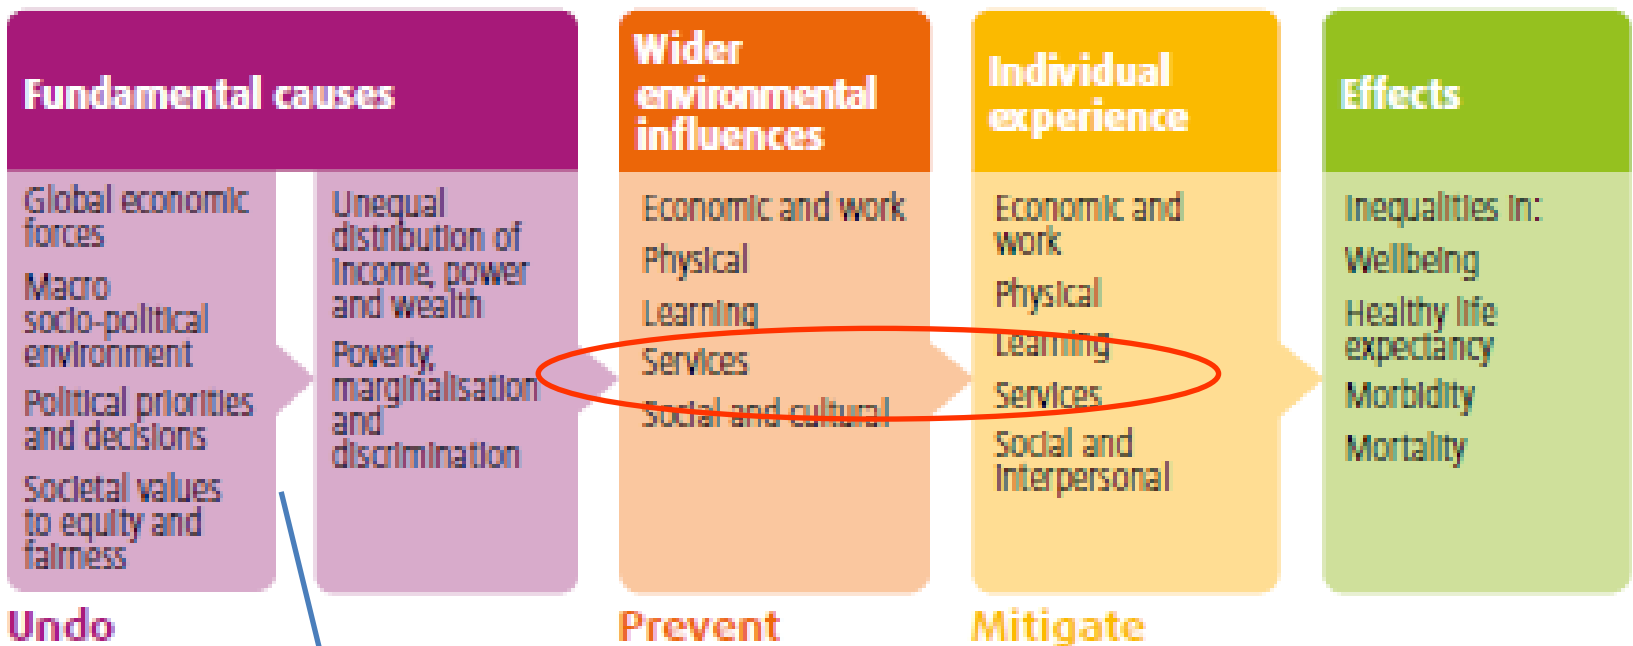 Fundamental causes
Global economic
forces
Macro
socio-political
environment
Political priorities
and decisions
Societal values
to equity and
fairness
Unequal
distribution of
income, power
and wealth
Poverty,
marginalisation
and
discrimination
Undo
Wider
environmental
influences
Economic and work
Physical
Learning
Services
Social and cultural
Prevent
Individual
experience
Economic and
work
Physical
Learning
Services
Social and
interpersonal
Mitigate
Effects
Inequalities in:
Wellbeing
Healthy life
expectancy
Morbidity
Mortality